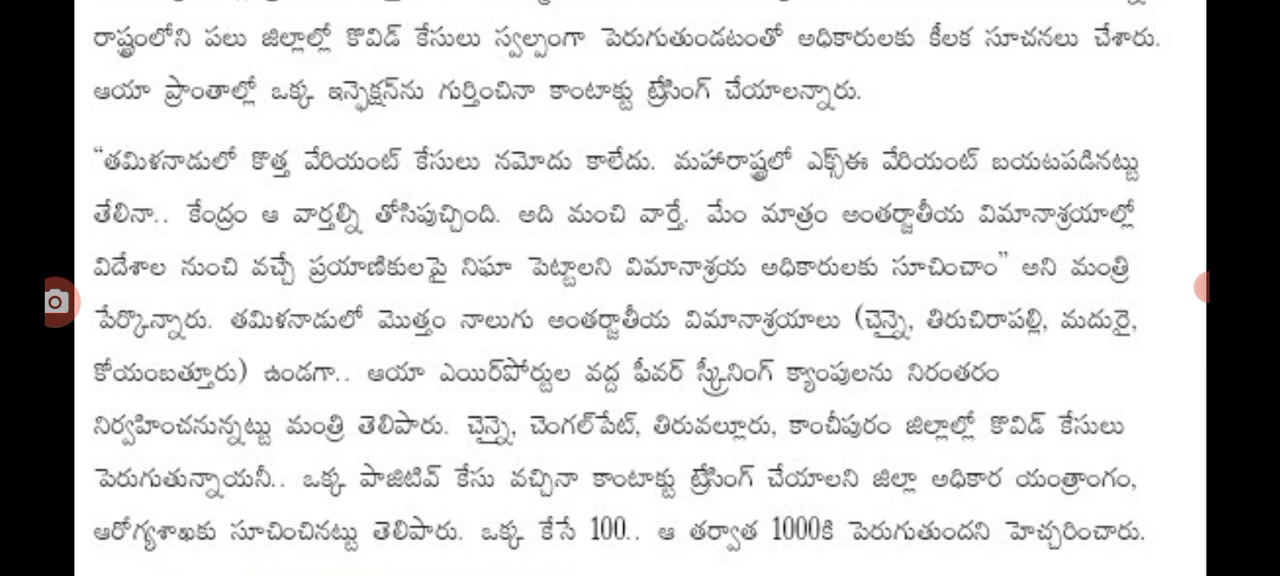 రాష్ట్రంలోని పలు జిల్లాల్లో కొవిడ్ కేసులు స్వల్పంగా పెరుగుతుండటంతో అధికారులకు కీలక సూచనలు చేశారు.
ఆయా ప్రాంతాల్లో ఒక్క ఇన్ఫెక్షన్‌ను గుర్తించినా కాంటాక్టు ట్రేసింగ్ చేయాలన్నారు.
“తమిళనాడులో కొత్త వేరియంట్ కేసులు నమోదు కాలేదు. మహారాష్ట్రలో ఎక్స్ఈ వేరియంట్ బయటపడినట్టు
తేలినా.. కేంద్రం ఆ వార్తల్ని తోసిపుచ్చింది. అది మంచి వార్తే. మేం మాత్రం అంతర్జాతీయ విమానాశ్రయాల్లో
విదేశాల నుంచి వచ్చే ప్రయాణికులపై నిఘా పెట్టాలని విమానాశ్రయ అధికారులకు సూచించాం” అని మంత్రి
పేర్కొన్నారు. తమిళనాడులో మొత్తం నాలుగు అంతర్జాతీయ విమానాశ్రయాలు (చెన్నై, తిరుచిరాపల్లి, మదురై,
కోయంబత్తూరు) ఉండగా.. ఆయా ఎయిర్‌పోర్టుల వద్ద ఫీవర్ స్క్రీనింగ్ క్యాంపులను నిరంతరం
నిర్వహించనున్నట్టు మంత్రి తెలిపారు. చెన్నై, చెంగల్‌పేట్, తిరువల్లూరు, కాంచీపురం జిల్లాల్లో కొవిడ్ కేసులు
పెరుగుతున్నాయనీ.. ఒక్క పాజిటివ్ కేసు వచ్చినా కాంటాక్టు ట్రేసింగ్ చేయాలని జిల్లా అధికార యంత్రాంగం,
ఆరోగ్యశాఖకు సూచించినట్టు తెలిపారు. ఒక్క కేసే 100.. ఆ తర్వాత 1000కి పెరుగుతుందని హెచ్చరించారు.